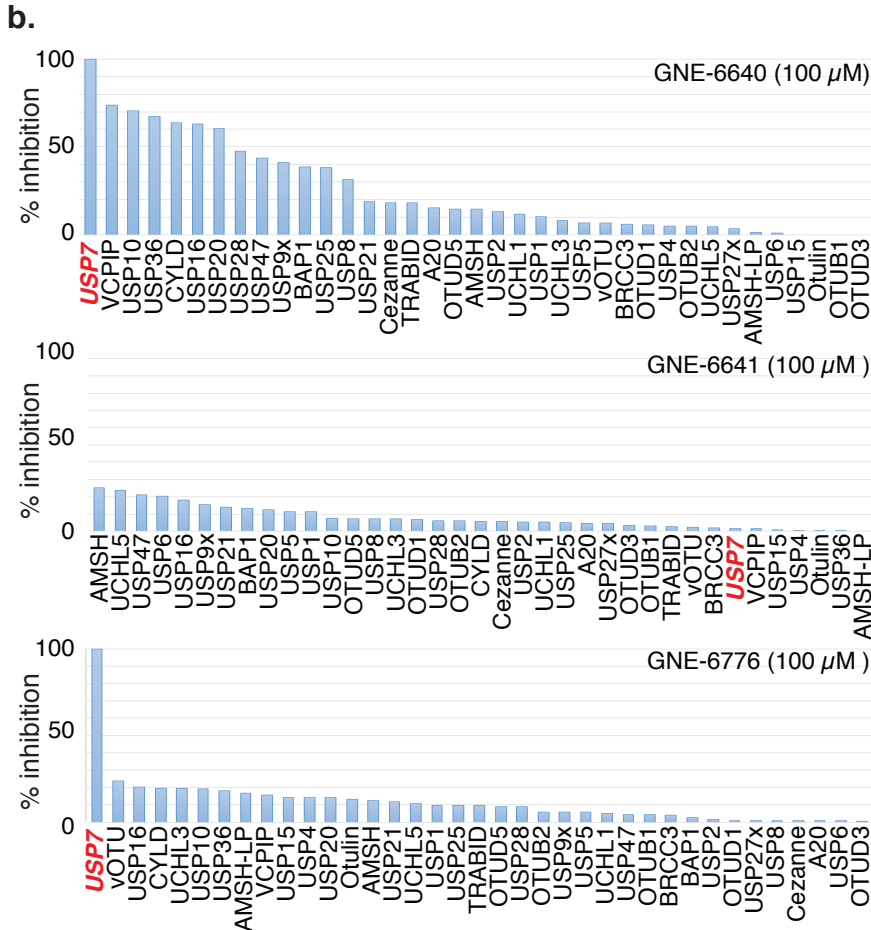 b.
100
GNE-6640 (100 µM)
50
% inhibition
0
USP7
VCPIP
USP10
USP36
CYLD
USP16
USP20
USP28
USP47
USP9x
BAP1
USP25
USP8
USP21
Cezanne
TRABID
A20
OTUD5
AMSH
USP2
UCHL1
USP1
UCHL3
USP5
vOTU
BRCC3
OTUD1
USP4
OTUB2
UCHL5
USP27x
AMSH-LP
USP6
USP15
Otulin
OTUB1
OTUD3
100
GNE-6641 (100 µM )
50
% inhibition
0
AMSH
UCHL5
USP47
USP6
USP16
USP9x
USP21
BAP1
USP20
USP5
USP1
USP10
OTUD5
USP8
UCHL3
OTUD1
USP28
OTUB2
CYLD
Cezanne
USP2
UCHL1
USP25
A20
USP27x
OTUD3
OTUB1
TRABID
vOTU
BRCC3
USP7
VCPIP
USP15
USP4
Otulin
USP36
AMSH-LP
100
GNE-6776 (100 µM )
50
% inhibition
0
USP7
vOTU
USP16
CYLD
UCHL3
USP10
USP36
AMSH-LP
VCPIP
USP15
USP4
USP20
Otulin
AMSH
USP21
UCHL5
USP1
USP25
TRABID
OTUD5
USP28
OTUB2
USP9x
USP5
UCHL1
USP47
OTUB1
BRCC3
BAP1
USP2
OTUD1
USP27x
USP8
Cezanne
A20
USP6
OTUD3